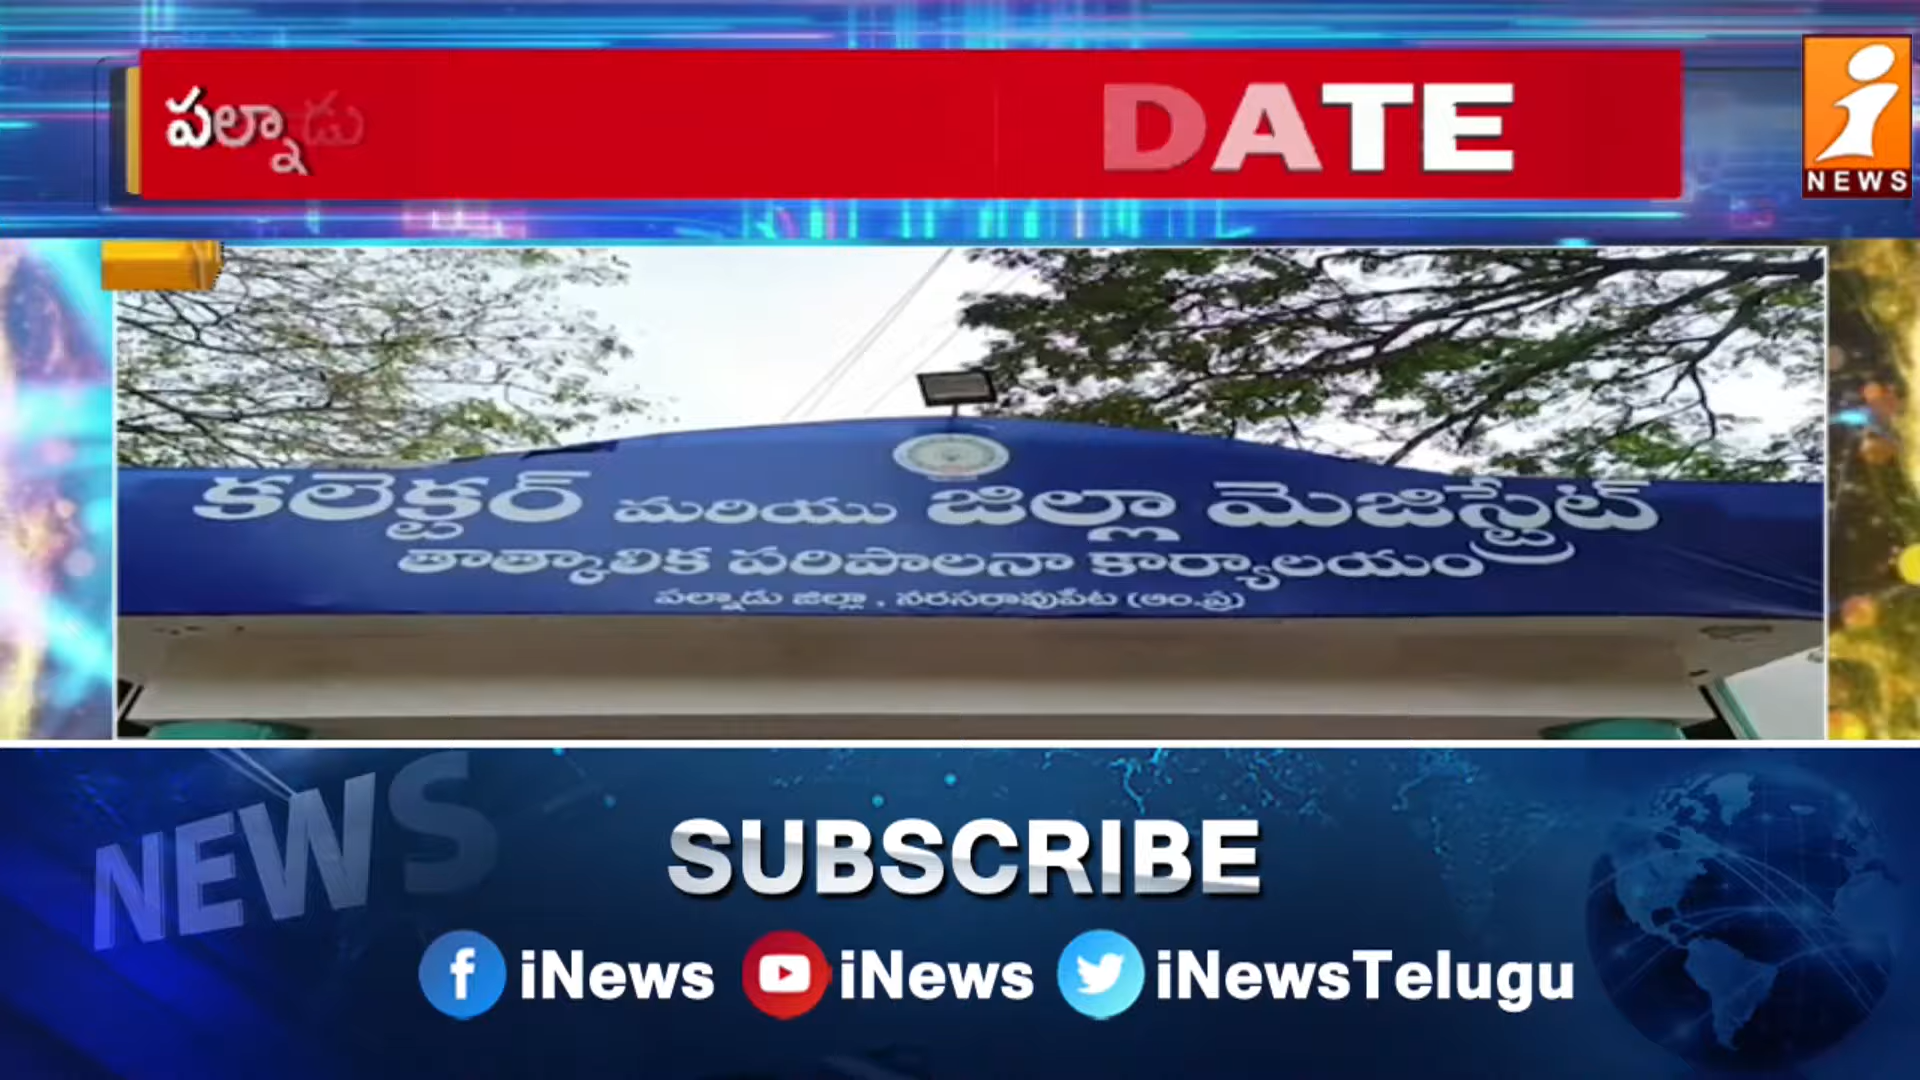 పల్నాడు
DATE
NEWS
కలెక్టర్ మరియు జిల్లా మెజిస్ట్రేట్
తాత్కాలిక పరిపాలనా కార్యాలయం
పల్నాడు జిల్లా , నరసరావుపేట (ఆం.ప్ర)
NEWS
SUBSCRIBE
iNews iNews iNewsTelugu